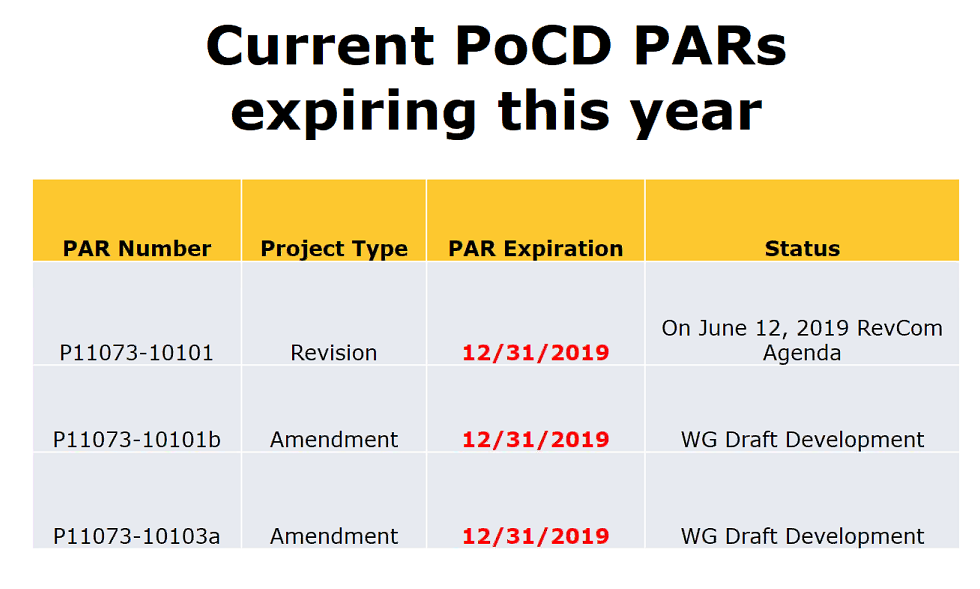 Current PoCD PARs
expiring this year
PAR Number Project Type PAR Expiration Status
P11073-10101 Revision 12/31/2019 On June 12, 2019 RevCom
Agenda
P11073-10101b Amendment 12/31/2019 WG Draft Development
P11073-10103a Amendment 12/31/2019 WG Draft Development